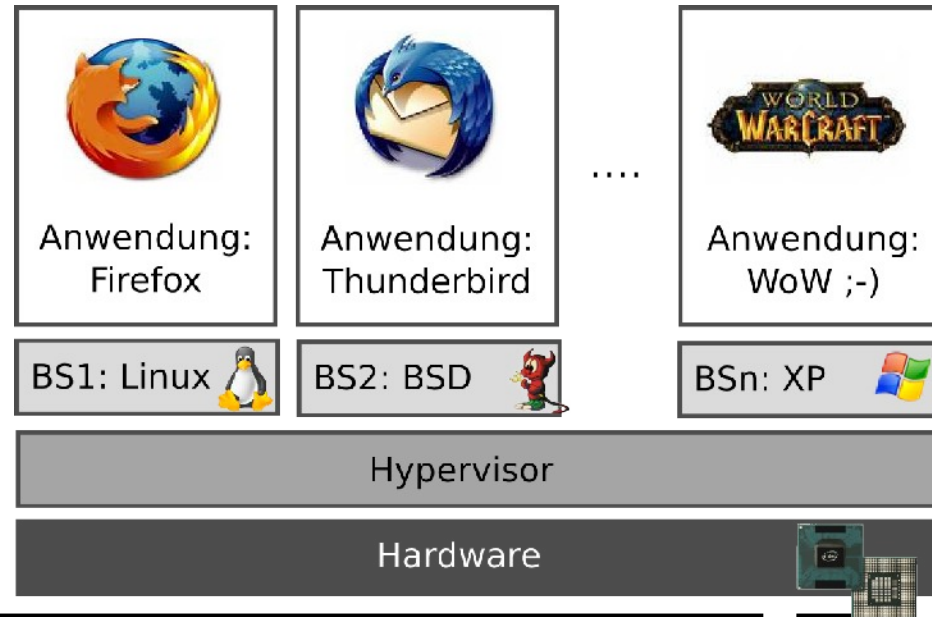 WORLD
WARCRAFT
....
Anwendung:
Firefox
Anwendung:
Thunderbird
Anwendung:
WoW ;-)
BS1: Linux
BS2: BSD
BSn: XP
Hypervisor
Hardware